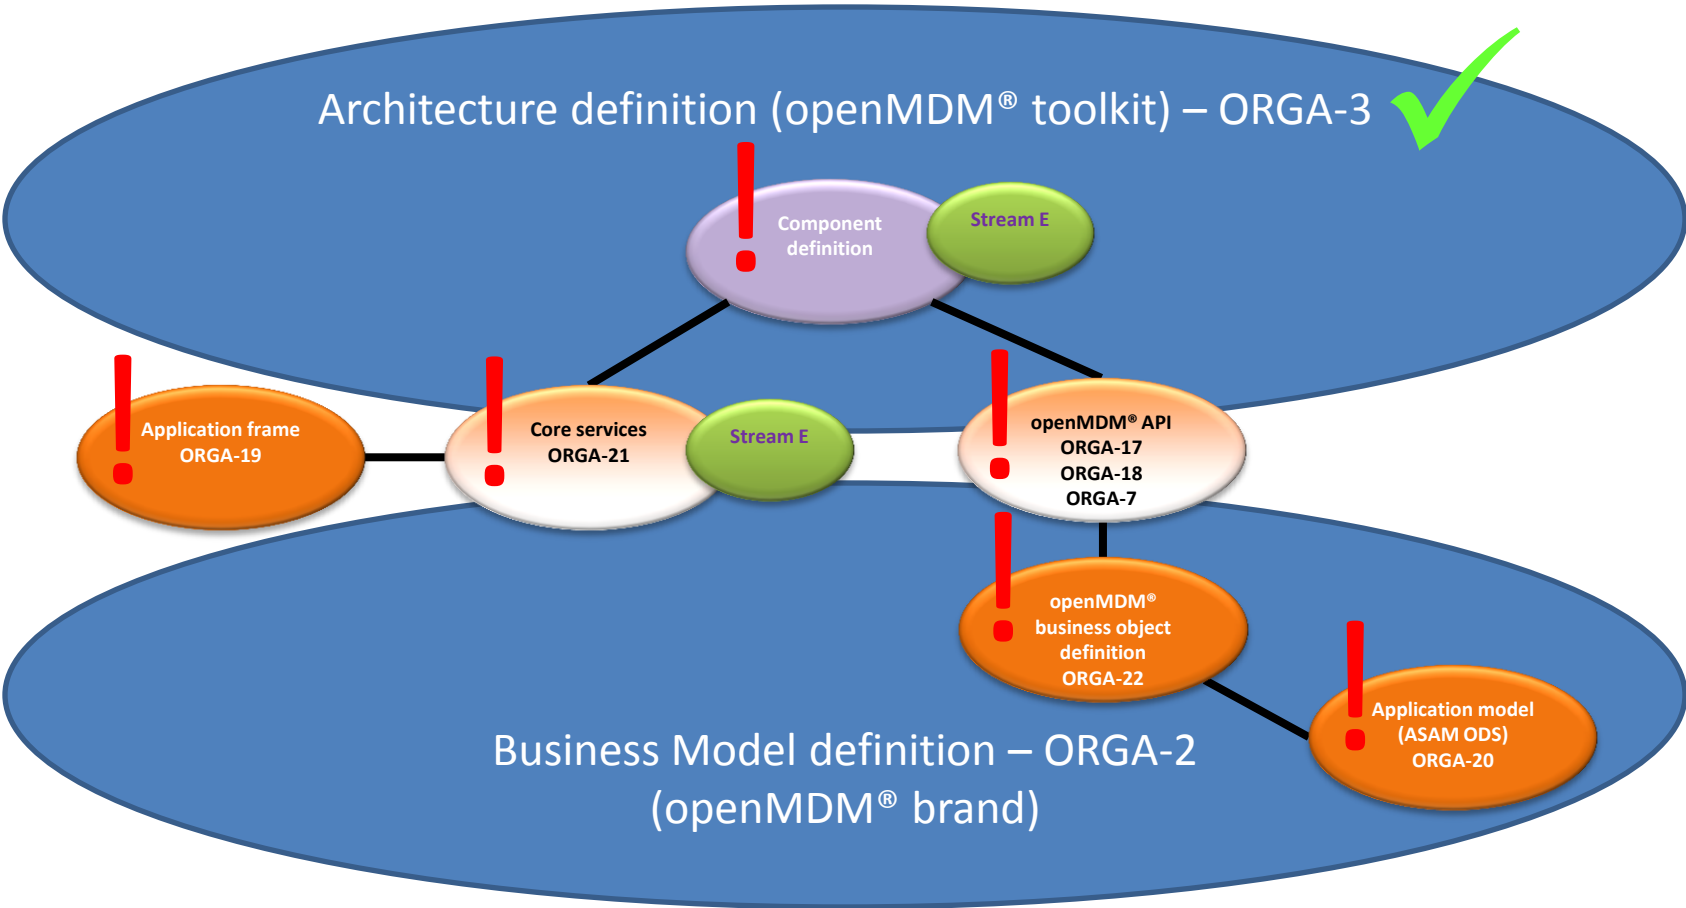 Architecture definition (openMDM® toolkit) – ORGA-3
Component
definition
Stream E
Application frame
ORGA-19
Core services
ORGA-21
Stream E
openMDM® API
ORGA-17
ORGA-18
ORGA-7
openMDM®
business object
definition
ORGA-22
Application model
(ASAM ODS)
ORGA-20
Business Model definition – ORGA-2
(openMDM® brand)